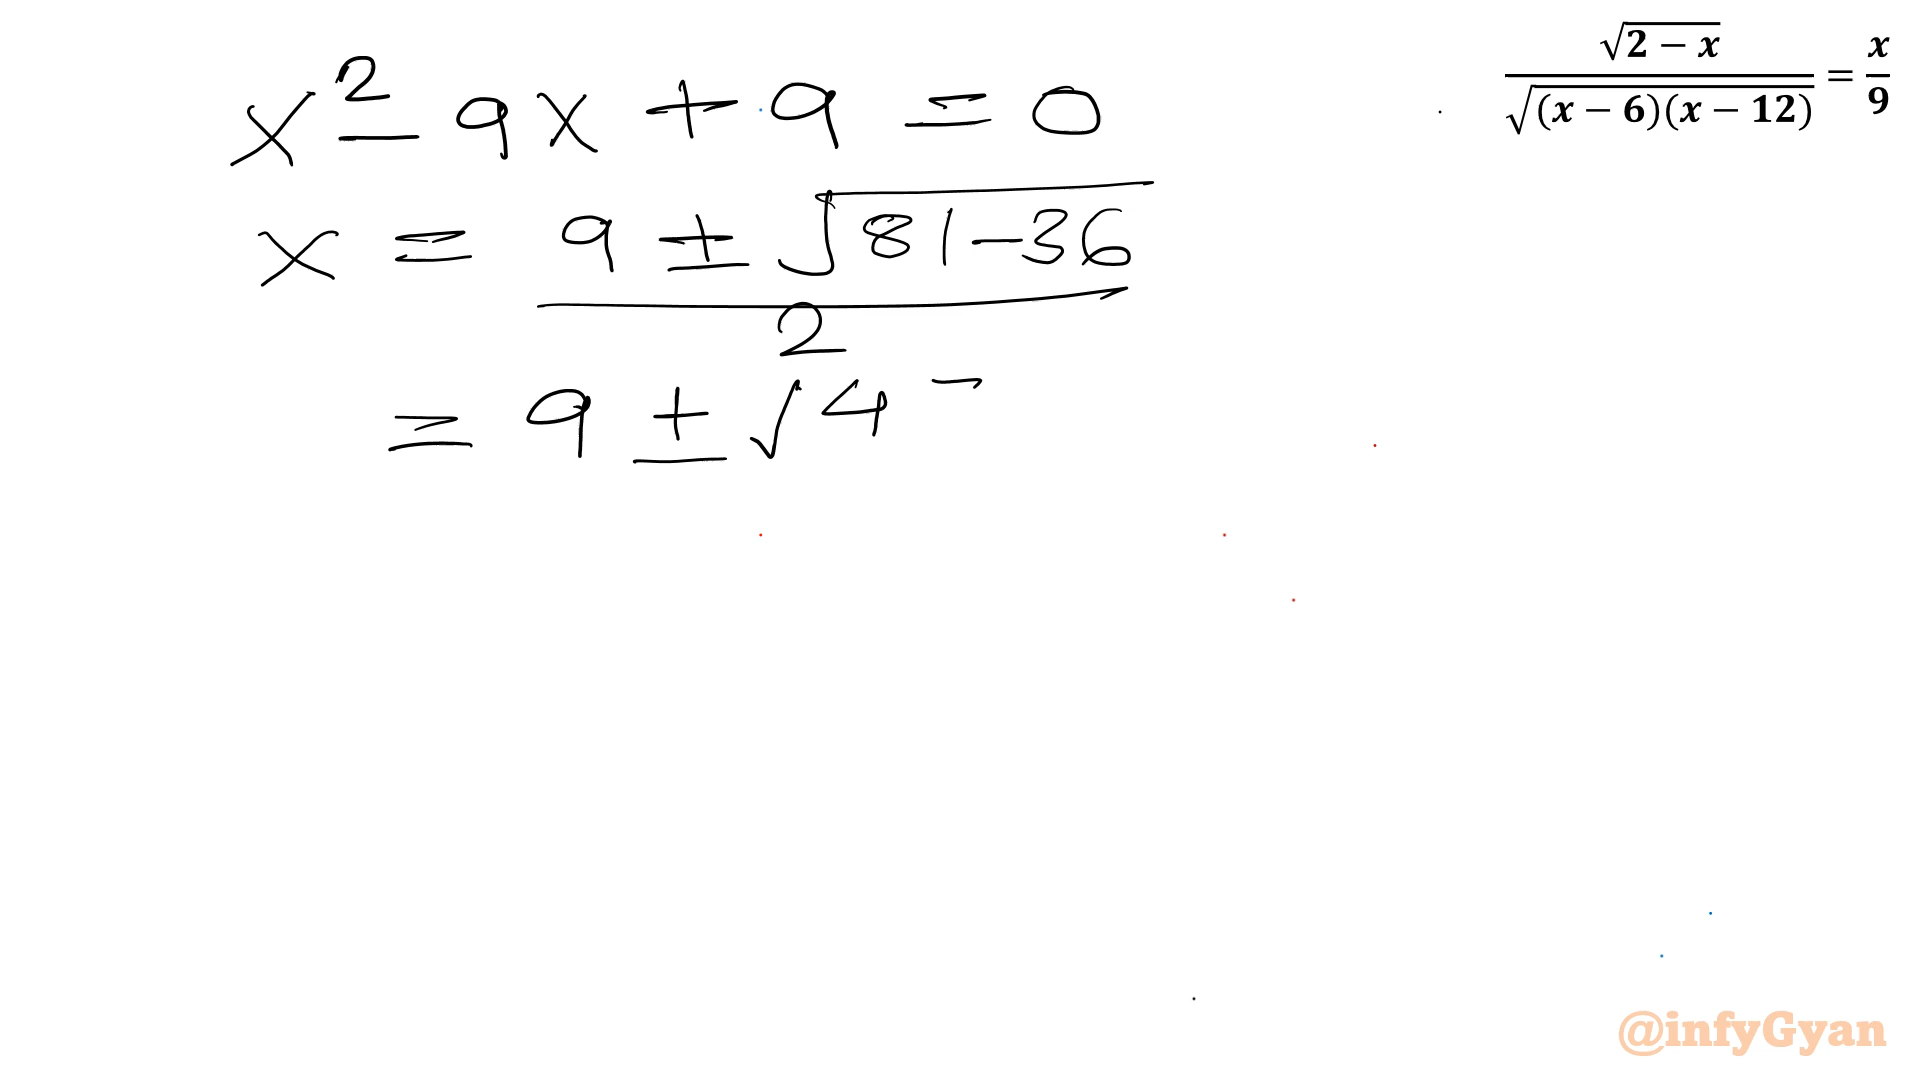 x² - 9x + 9 = 0
x = (9 ± √(81-36))/2
= 9 ± √4
√(2 − x)/√((x − 6)(x − 12)) = x/9
@infyGyan